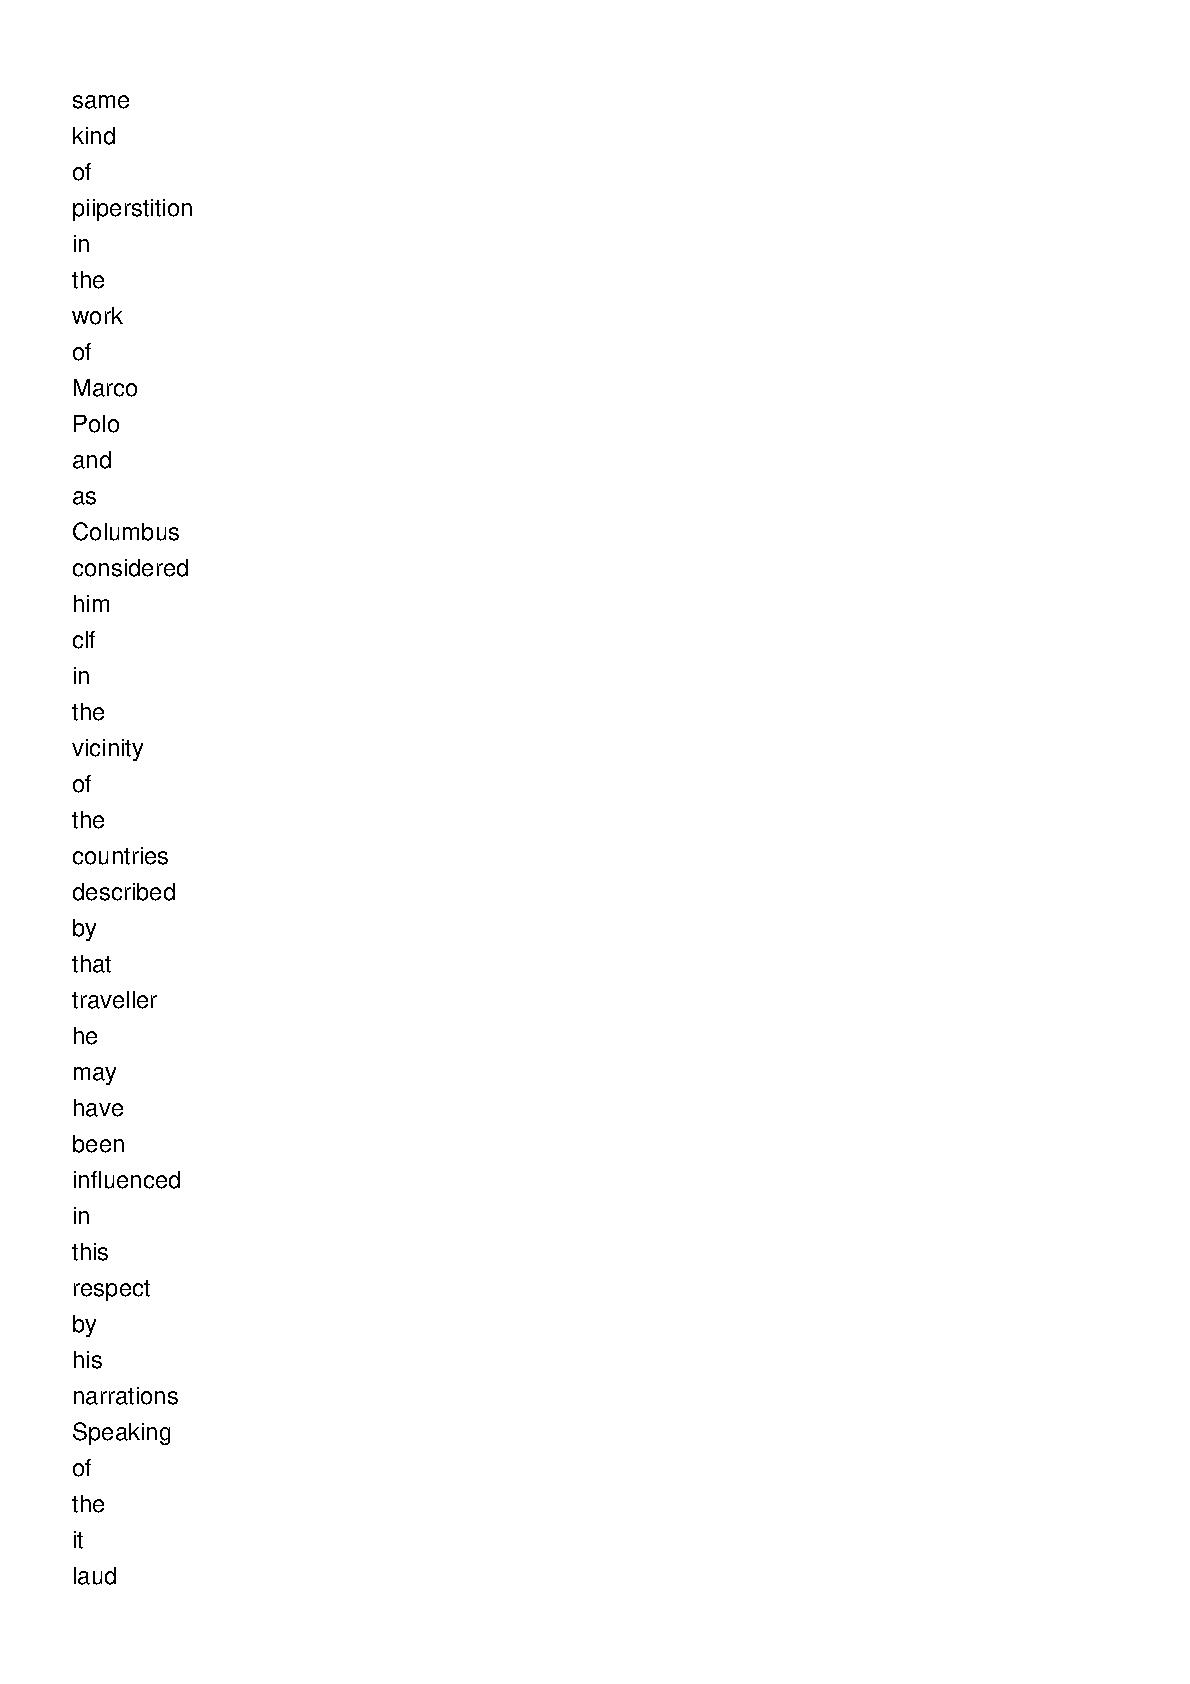 same
kind
of
piiperstition
in
the
work
of
Marco
Polo
and
as
Columbus
considered
him
clf
in
the
vicinity
of
the
countries
described
by
that
traveller
he
may
have
been
influenced
in
this
respect
by
his
narrations
Speaking
of
the
it
laud